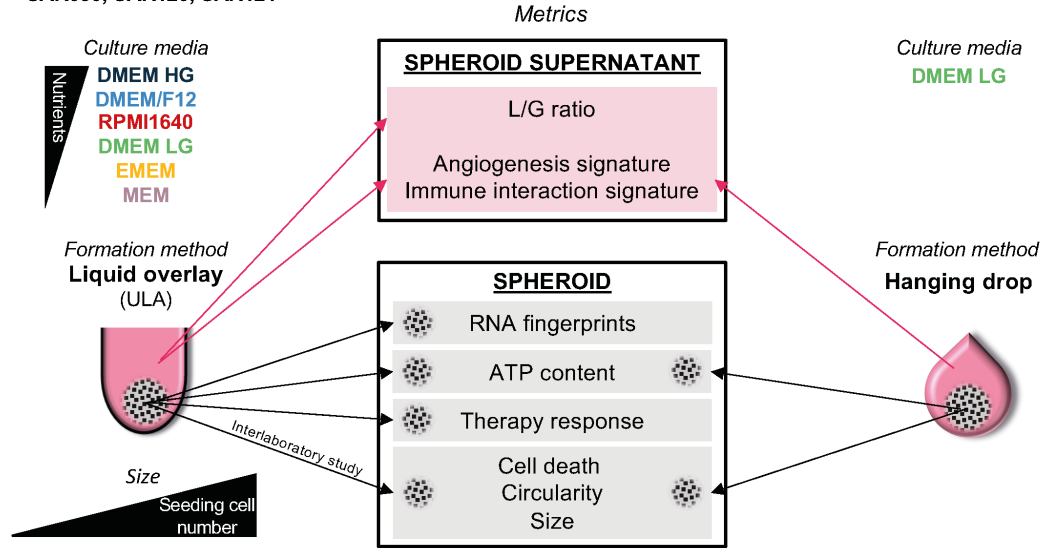 Metrics
Culture media
DMEM HG
DMEM/F12
RPMI1640
DMEM LG
EMEM
MEM
Nutrients
Formation method
Liquid overlay
(ULA)
Size
Seeding cell
number
SPHEROID SUPERNATANT
L/G ratio
Angiogenesis signature
Immune interaction signature
SPHEROID
RNA fingerprints
ATP content
Therapy response
Interlaboratory study
Cell death
Circularity
Size
Culture media
DMEM LG
Formation method
Hanging drop